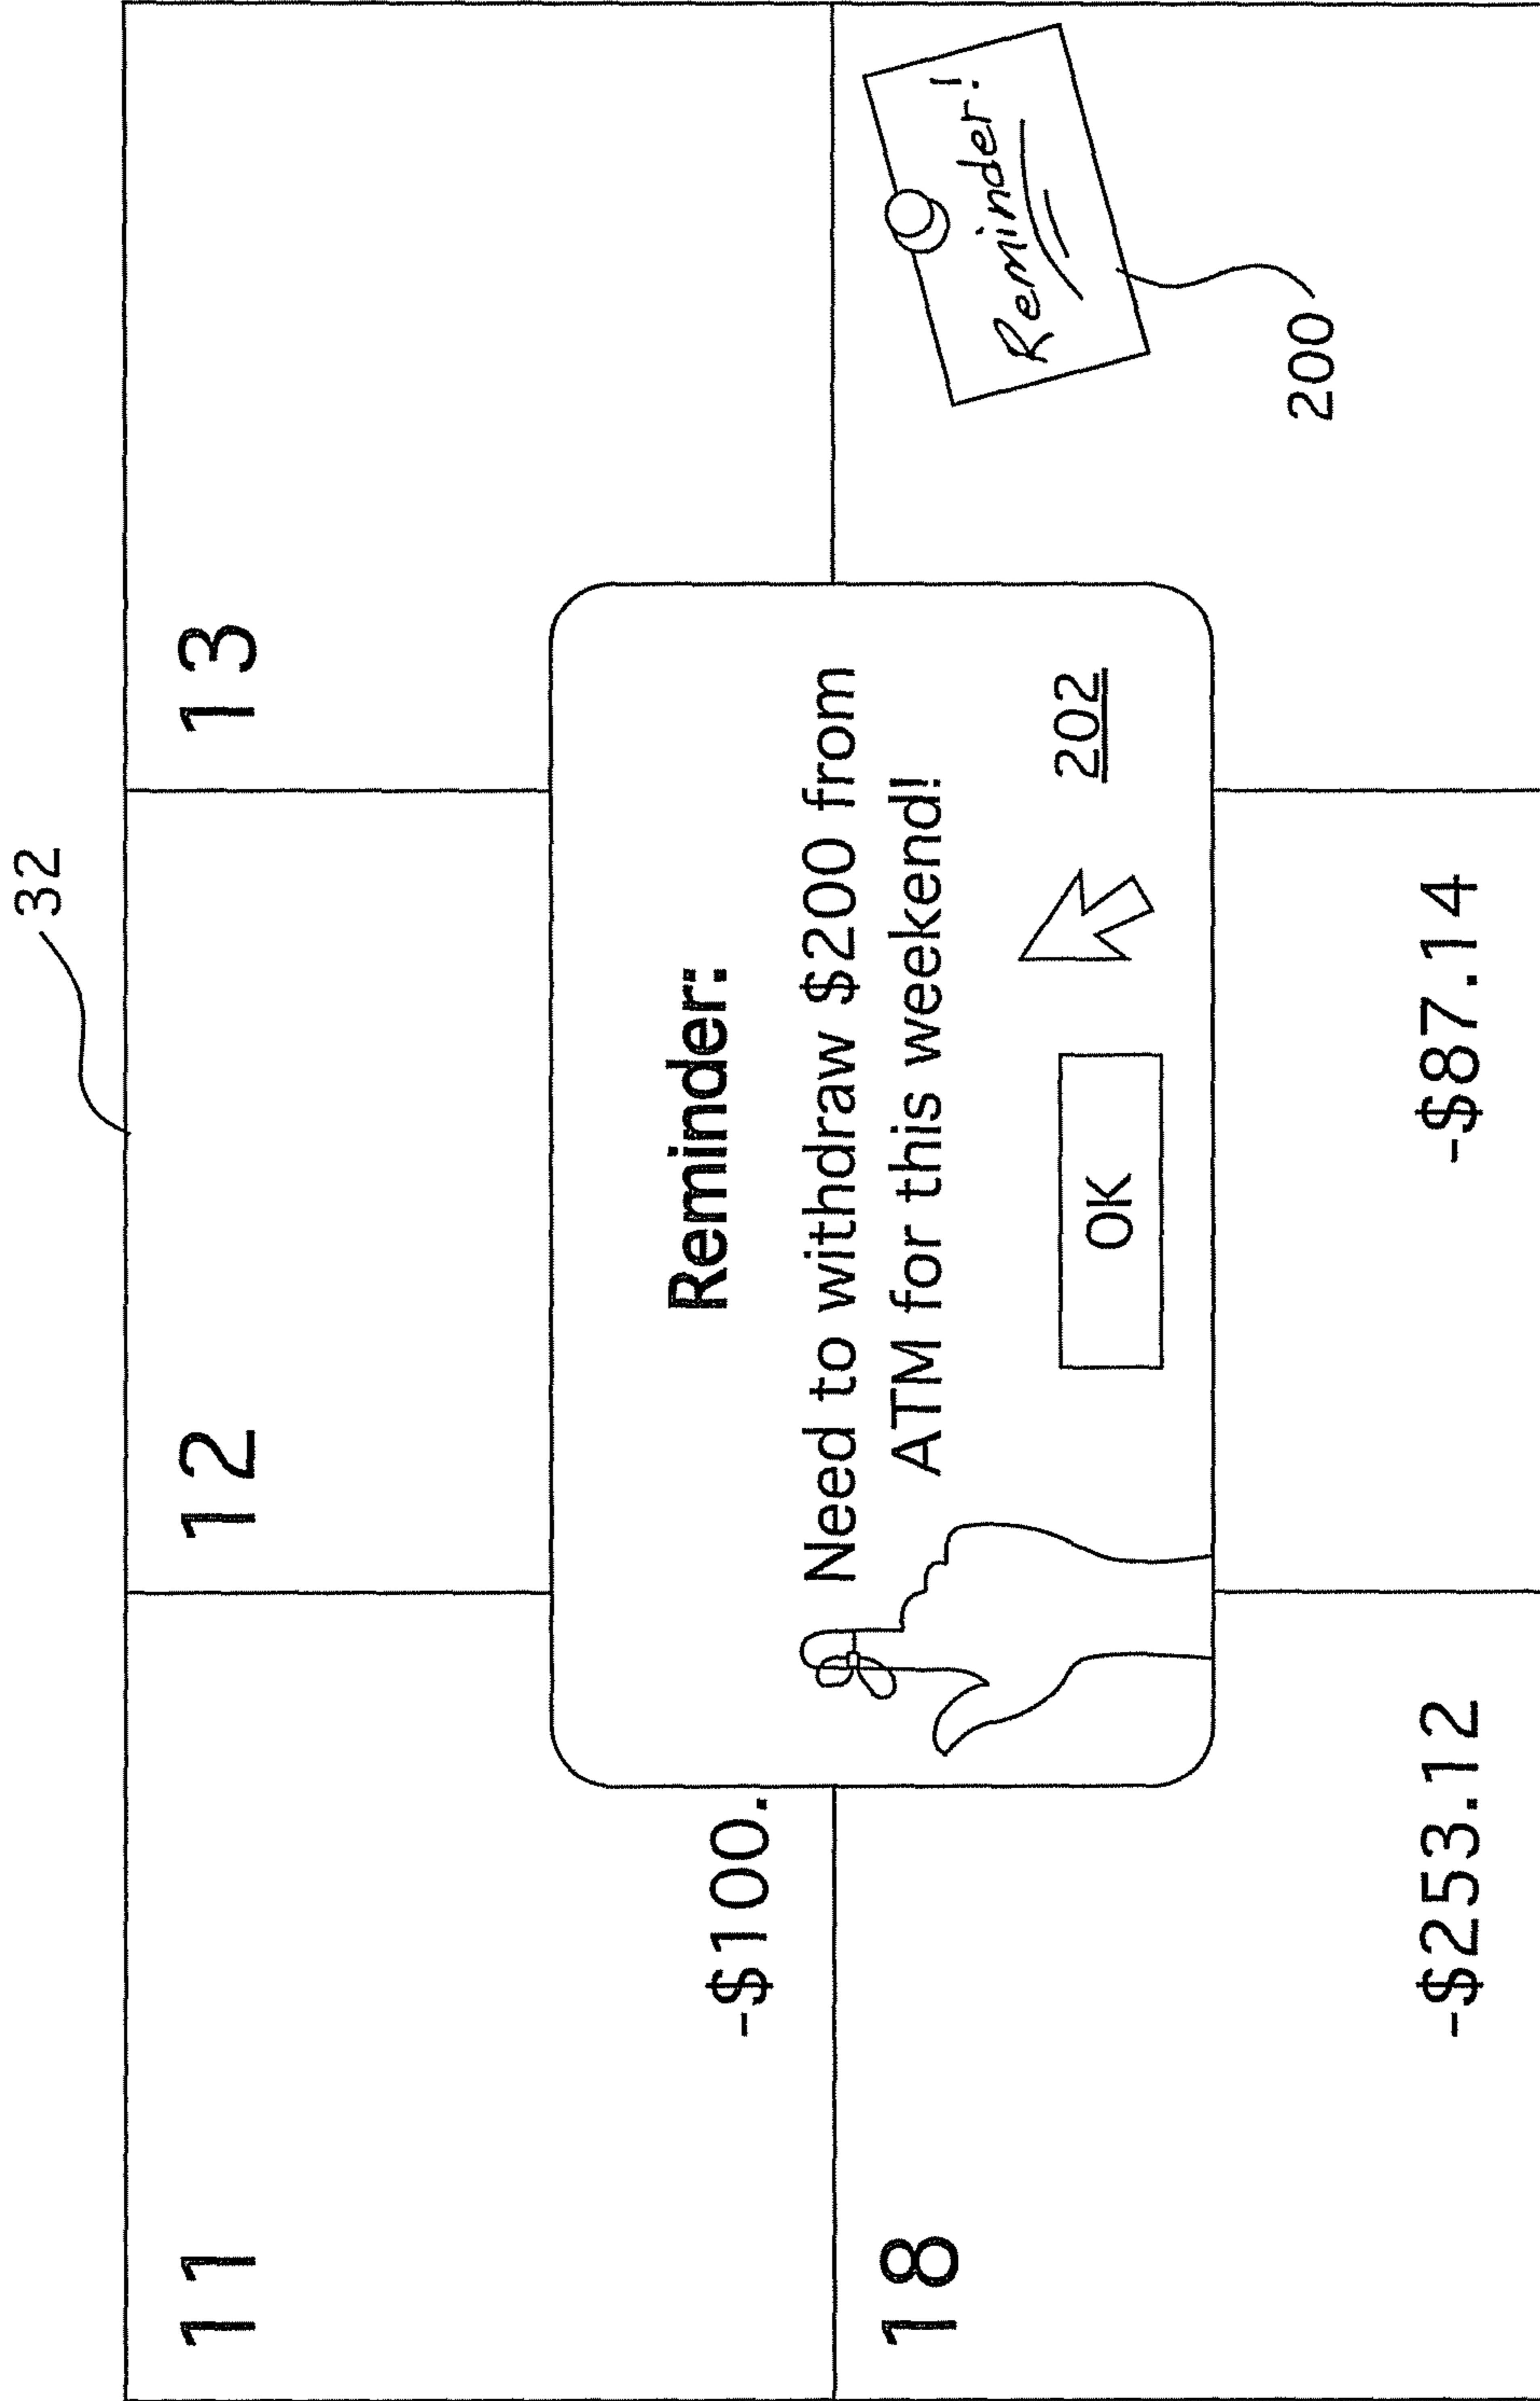 32
11
12
13
-$100.
Reminder:
Need to withdraw $200 from
ATM for this weekend!
OK
202
18
Reminder!
200
-$253.12
-$87.14